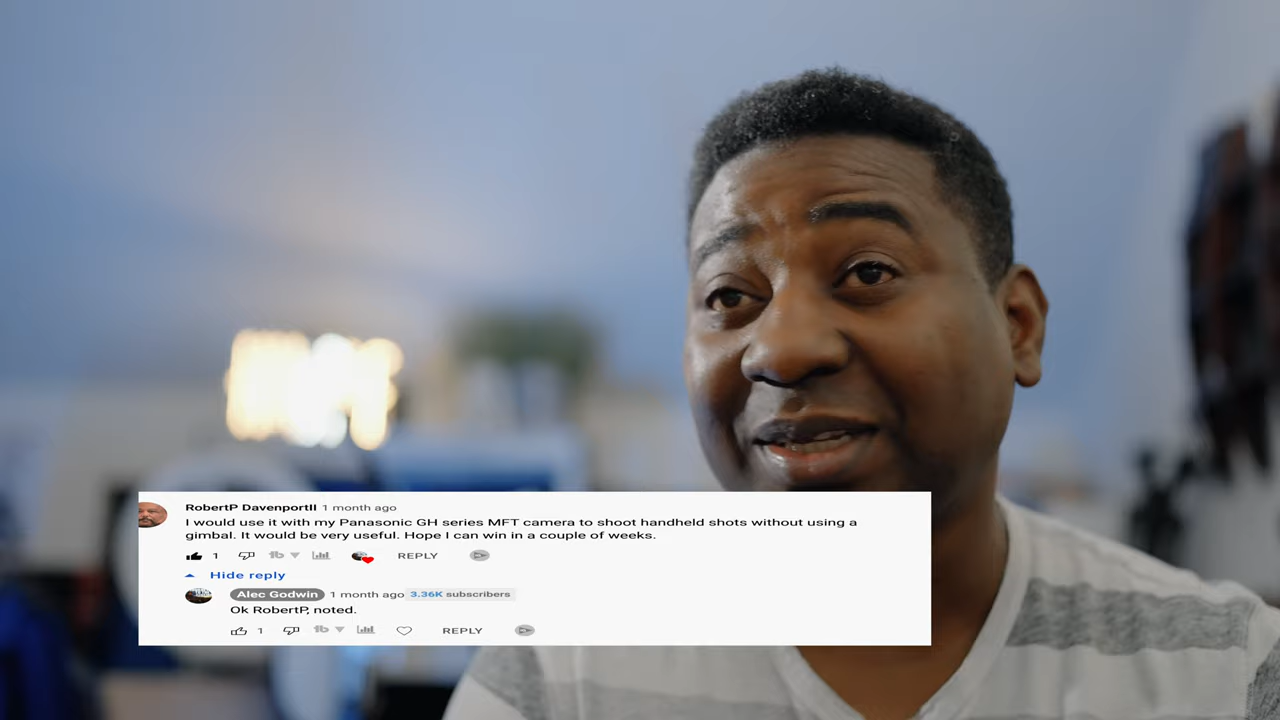 RobertP DavenportII 1 month ago
I would use it with my Panasonic GH series MFT camera to shoot handheld shots without using a
gimbal. It would be very useful. Hope I can win in a couple of weeks.
1 REPLY
Hide reply
Alec Godwin 1 month ago 3.36K subscribers
Ok RobertP, noted.
1 REPLY